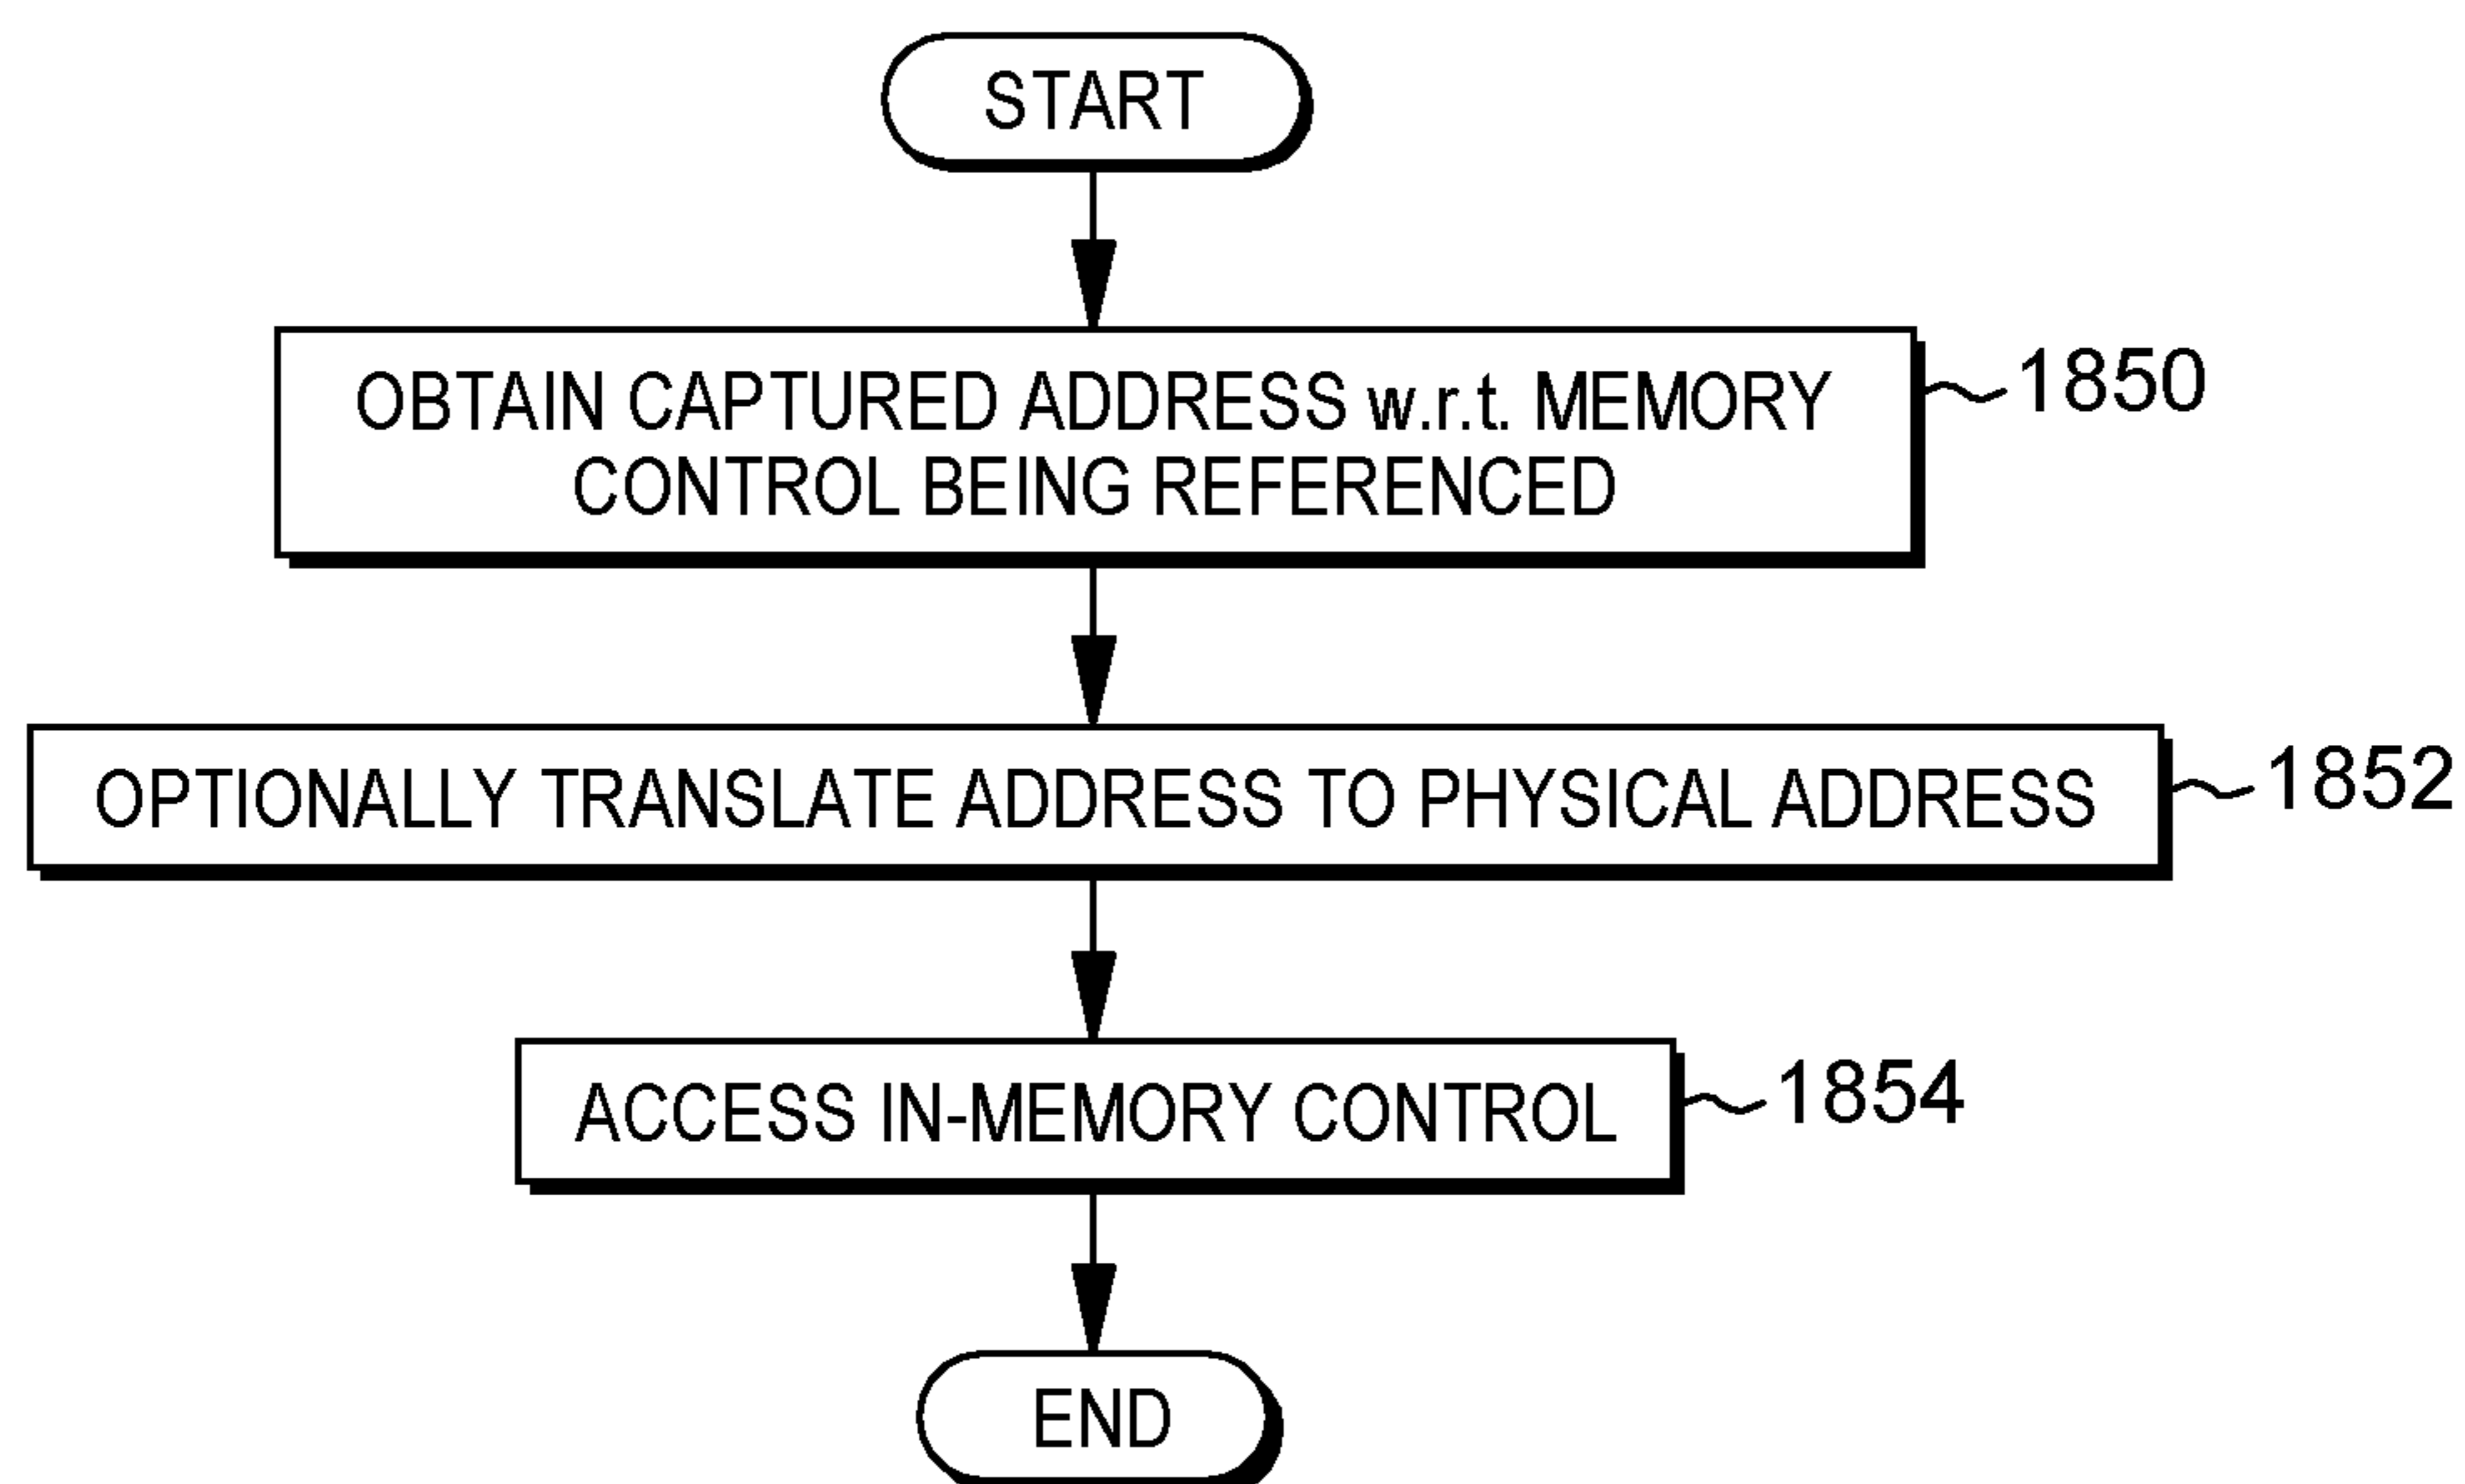 START
OBTAIN CAPTURED ADDRESS w.r.t. MEMORY
CONTROL BEING REFERENCED
1850
OPTIONALLY TRANSLATE ADDRESS TO PHYSICAL ADDRESS
1852
ACCESS IN-MEMORY CONTROL
1854
END